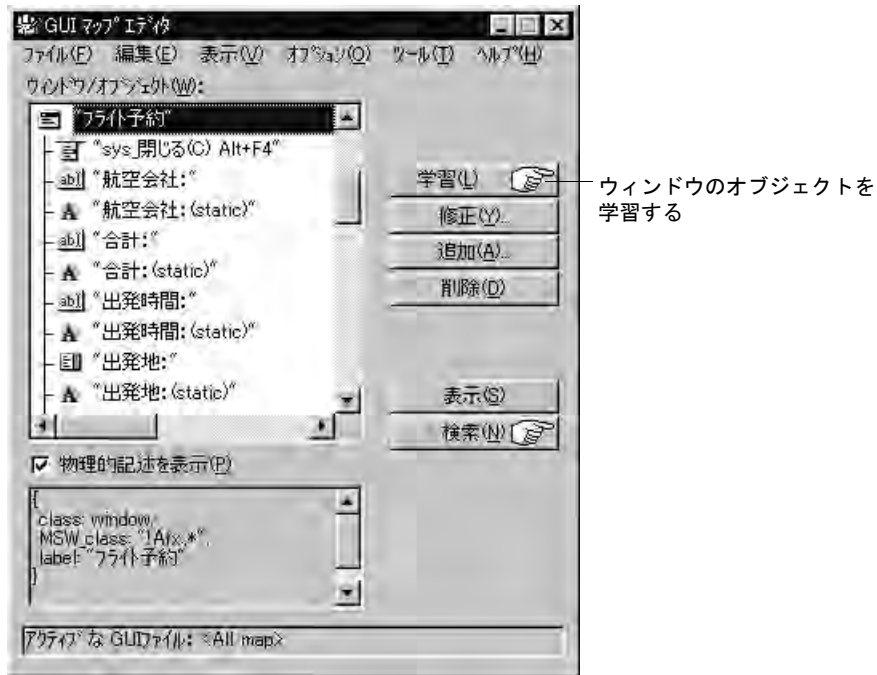 GUI マップ エディタ
ファイル(F) 編集(E) 表示(V) オプション(O) ツール(T) ヘルプ(H)
ウィンドウ/オブジェクト(W):
"フライト予約"
"sys_閉じる(C) Alt+F4"
"航空会社:"
"航空会社:(static)"
"合計:"
"合計:(static)"
"出発時間:"
"出発時間:(static)"
"出発地:"
"出発地:(static)"
学習(L)
修正(Y)...
追加(A)...
削除(D)
表示(S)
検索(N)
ウィンドウのオブジェクトを
学習する
物理的記述を表示(P)
{
class: window,
MSW_class: "!Afx.*",
label: "フライト予約"
}
アクティブな GUIファイル: <All map>